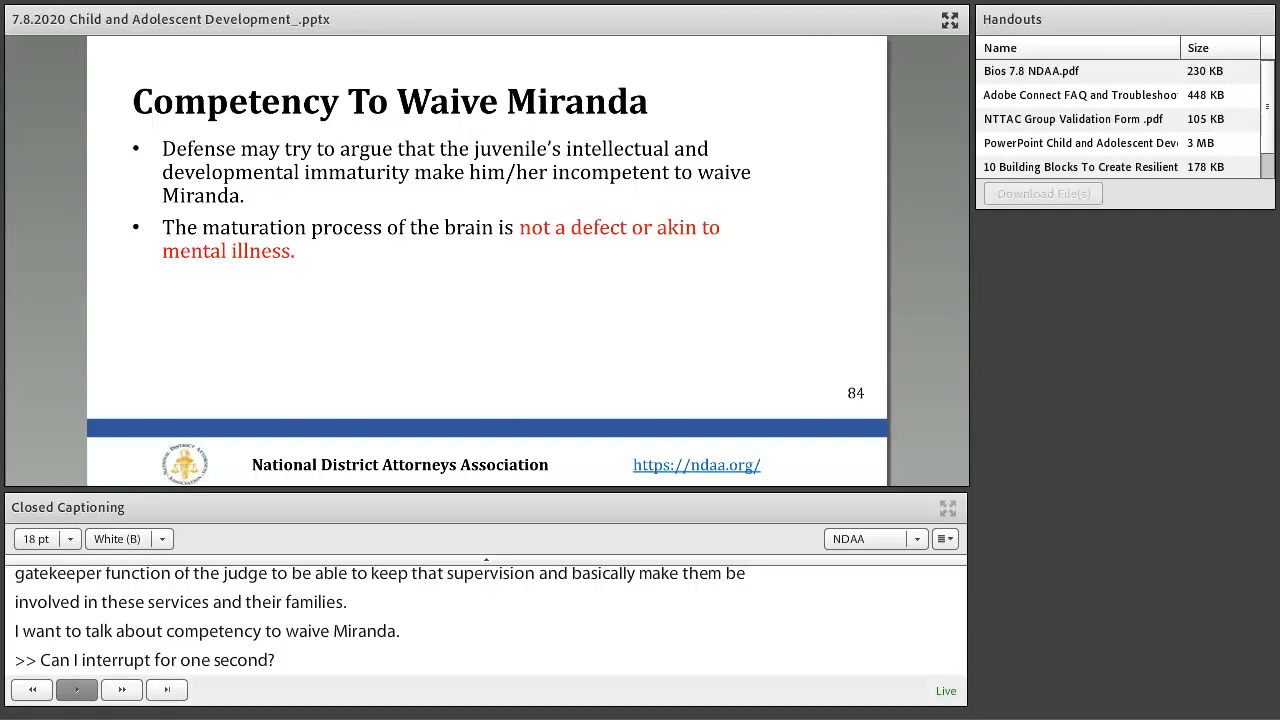 7.8.2020 Child and Adolescent Development_.pptx
Competency To Waive Miranda
• Defense may try to argue that the juvenile’s intellectual and
developmental immaturity make him/her incompetent to waive
Miranda.
• The maturation process of the brain is not a defect or akin to
mental illness.
84
NATIONAL DISTRICT ATTORNEYS ASSOCIATION
National District Attorneys Association
https://ndaa.org/
Handouts
Name Size
Bios 7.8 NDAA.pdf 230 KB
Adobe Connect FAQ and Troubleshoo 448 KB
NTTAC Group Validation Form .pdf 105 KB
PowerPoint Child and Adolescent Dev 3 MB
10 Building Blocks To Create Resilient 178 KB
Download File(s)
Closed Captioning
18 pt White (B) NDAA
gatekeeper function of the judge to be able to keep that supervision and basically make them be
involved in these services and their families.
I want to talk about competency to waive Miranda.
>> Can I interrupt for one second?
Live